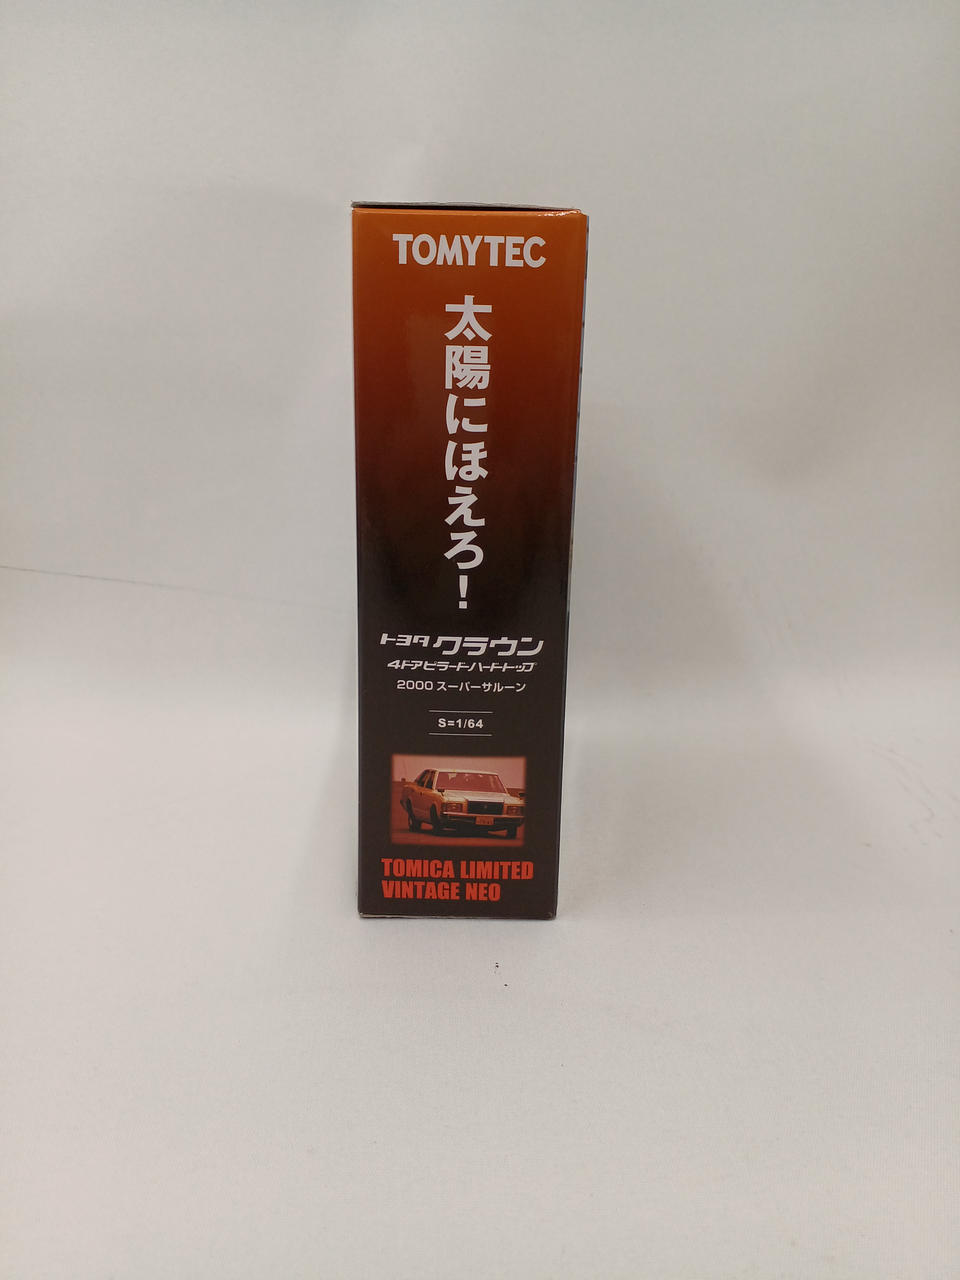 TOMYTEC
太陽にほえろ!
トヨタ クラウン
4ドアピラードハードトップ
2000 スーパーサルーン
S=1/64
TOMICA LIMITED
VINTAGE NEO